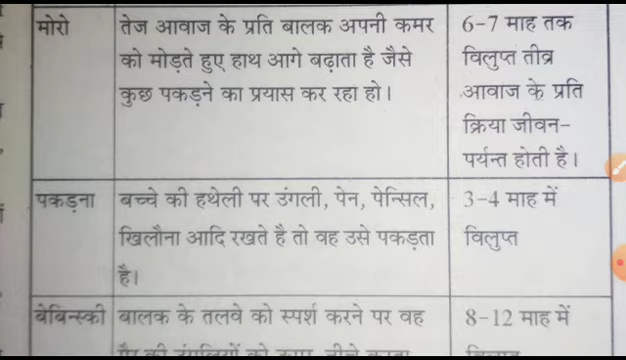 मोरो
तेज आवाज के प्रति बालक अपनी कमर
को मोड़ते हुए हाथ आगे बढ़ाता है जैसे
कुछ पकड़ने का प्रयास कर रहा हो।
6-7 माह तक
विलुप्त तीव्र
आवाज के प्रति
क्रिया जीवन-
पर्यन्त होती है।
पकड़ना
बच्चे की हथेली पर उंगली, पेन, पेन्सिल,
खिलौना आदि रखते है तो वह उसे पकड़ता
है।
3-4 माह में
विलुप्त
बेबिन्स्की
बालक के तलवे को स्पर्श करने पर वह
8-12 माह में